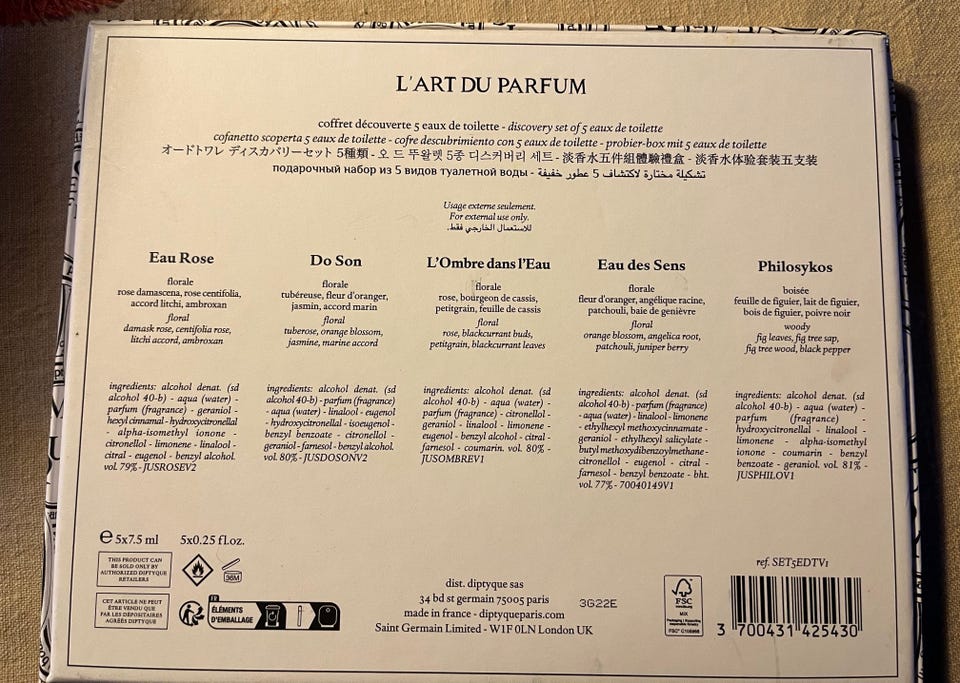 L'ART DU PARFUM
coffret découverte 5 eaux de toilette - discovery set of 5 eaux de toilette
cofanetto scoperta 5 eaux de toilette - cofre descubrimiento con 5 eaux de toilette - probier-box mit 5 eaux de toilette
オードトワレ ディスカバリーセット 5種類 - 오 드 뚜왈렛 5종 디스커버리 세트 - 淡香水五件組體驗禮盒 - 淡香水体验套装五支装
подарочный набор из 5 видов туалетной воды - تشكيلة مختارة لاكتشاف 5 عطور خفيفة
Usage externe seulement.
For external use only.
للاستعمال الخارجي فقط.
Eau Rose
florale
rose damascena, rose centifolia,
accord litchi, ambroxan
floral
damask rose, centifolia rose,
litchi accord, ambroxan
ingredients: alcohol denat. (sd
alcohol 40-b) - aqua (water) -
parfum (fragrance) - geraniol -
hexyl cinnamal - hydroxycitronellal
- alpha-isomethyl ionone -
citronellol - limonene - linalool -
citral - eugenol - benzyl alcohol.
vol. 79% - JUSROSEV2
Do Son
florale
tubéreuse, fleur d'oranger,
jasmin, accord marin
floral
tuberose, orange blossom,
jasmine, marine accord
ingredients: alcohol denat. (sd
alcohol 40-b) - parfum (fragrance)
- aqua (water) - linalool - eugenol
- hydroxycitronellal - isoeugenol -
benzyl benzoate - citronellol -
geraniol - farnesol - benzyl alcohol.
vol. 80% - JUSDOSONV2
L'Ombre dans l'Eau
florale
rose, bourgeon de cassis,
petitgrain, feuille de cassis
floral
rose, blackcurrant buds,
petitgrain, blackcurrant leaves
ingredients: alcohol denat. (sd
alcohol 40-b) - aqua (water) -
parfum (fragrance) - citronellol -
geraniol - linalool - limonene -
eugenol - benzyl alcohol - citral -
farnesol - coumarin. vol. 80% -
JUSOMBREV1
Eau des Sens
florale
fleur d'oranger, angélique racine,
patchouli, baie de genièvre
floral
orange blossom, angelica root,
patchouli, juniper berry
ingredients: alcohol denat. (sd
alcohol 40-b) - parfum (fragrance)
- aqua (water) - linalool - limonene
- ethylhexyl methoxycinnamate -
geraniol - ethylhexyl salicylate -
butyl methoxydibenzoylmethane -
citronellol - eugenol - citral -
farnesol - benzyl benzoate - bht.
vol. 77% - 70040149V1
Philosykos
boisée
feuille de figuier, lait de figuier,
bois de figuier, poivre noir
woody
fig leaves, fig tree sap,
fig tree wood, black pepper
ingredients: alcohol denat. (sd
alcohol 40-b) - aqua (water) -
parfum (fragrance) -
hydroxycitronellal - linalool -
limonene - alpha-isomethyl
ionone - coumarin - benzyl
benzoate - geraniol. vol. 81% -
JUSPHILOV1
℮ 5x7.5 ml 5x0.25 fl.oz.
THIS PRODUCT CAN
BE SOLD ONLY BY
AUTHORIZED DIPTYQUE
RETAILERS
36M
CET ARTICLE NE PEUT
ÊTRE VENDU QUE
PAR LES DÉPOSITAIRES
AGRÉÉS DIPTYQUE
FR
ÉLÉMENTS
D'EMBALLAGE
dist. diptyque sas
34 bd st germain 75005 paris
made in france - diptyqueparis.com
Saint Germain Limited - W1F 0LN London UK
3G22E
FSC
MIX
ref. SET5EDTV1
3 700431 425430